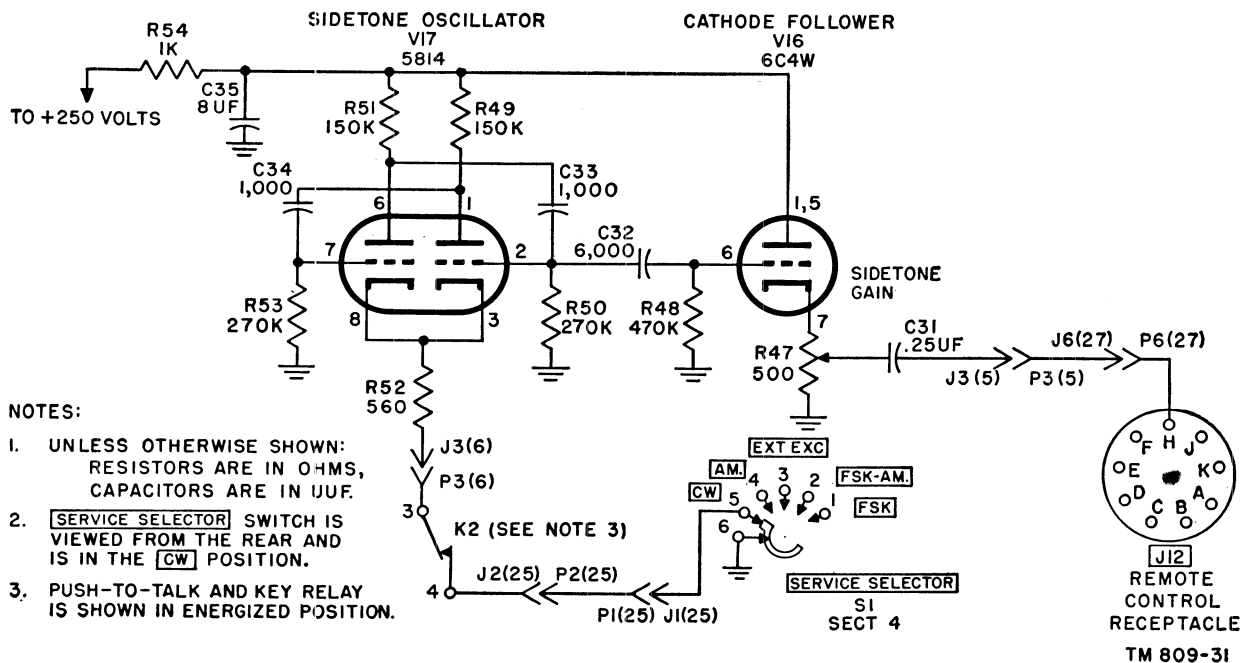 SIDETONE OSCILLATOR
V17
5814
CATHODE FOLLOWER
V16
6C4W
R54
1K
C35
8UF
TO +250 VOLTS
R51
150K
R49
150K
C34
1,000
C33
1,000
6
1
7
2
8
3
C32
6,000
1,5
6
7
SIDETONE
GAIN
R53
270K
R50
270K
R48
470K
R47
500
C31
.25UF
J3(5)
P3(5)
J6(27)
P6(27)
R52
560
J3(6)
P3(6)
3
K2 (SEE NOTE 3)
4
J2(25)
P2(25)
P1(25)
J1(25)
EXT EXC
AM.
CW
FSK-AM.
FSK
6
5
4
3
2
1
SERVICE SELECTOR
S1
SECT 4
F
H
J
E
K
D
A
C
B
J12
REMOTE
CONTROL
RECEPTACLE
TM 809-31
NOTES:
1. UNLESS OTHERWISE SHOWN:
RESISTORS ARE IN OHMS,
CAPACITORS ARE IN UUF.
2. SERVICE SELECTOR SWITCH IS
VIEWED FROM THE REAR AND
IS IN THE CW POSITION.
3. PUSH-TO-TALK AND KEY RELAY
IS SHOWN IN ENERGIZED POSITION.